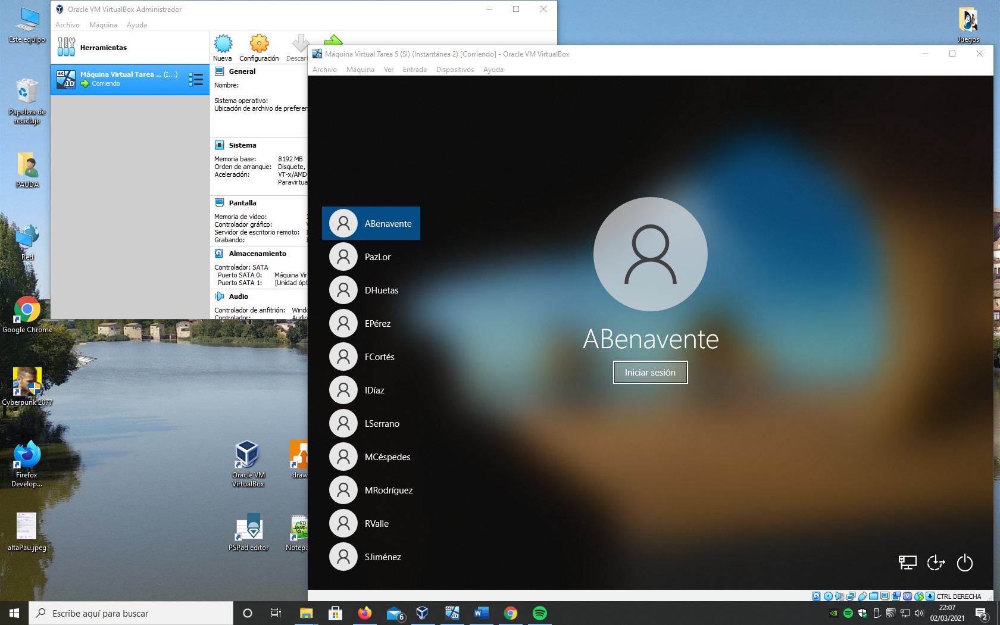 Oracle VM VirtualBox Administrador
Archivo Máquina Ayuda
Herramientas
Nueva Configuración Descart
Máquina Virtual Tarea ... (I...)
Corriendo
General
Nombre:
Sistema operativo:
Ubicación de archivo de preferen
Sistema
Memoria base: 8192 MB
Orden de arranque: Disquete,
Aceleración: VT-x/AMD
Paravirtua
Pantalla
Memoria de vídeo:
Controlador gráfico:
Servidor de escritorio remoto:
Grabando:
Almacenamiento
Controlador: SATA
Puerto SATA 0: Máquina Vir
Puerto SATA 1: [Unidad ópt
Audio
Controlador de anfitrión: Windo
Controlador: Audio
Máquina Virtual Tarea 5 (SI) (Instantánea 2) [Corriendo] - Oracle VM VirtualBox
Archivo Máquina Ver Entrada Dispositivos Ayuda
ABenavente
PazLor
DHuetas
EPérez
FCortés
IDíaz
LSerrano
MCéspedes
MRodríguez
RValle
SJiménez
ABenavente
Iniciar sesión
CTRL DERECHA
Este equipo
Papelera de
reciclaje
PAUDA
Red
Google Chrome
Cyberpunk 2077
Firefox
Develop...
altaPau.jpeg
Oracle VM
VirtualBox
draw
PSPad editor
Notepa
Juegos
Escribe aquí para buscar
6
22:07
02/03/2021
2
64
10